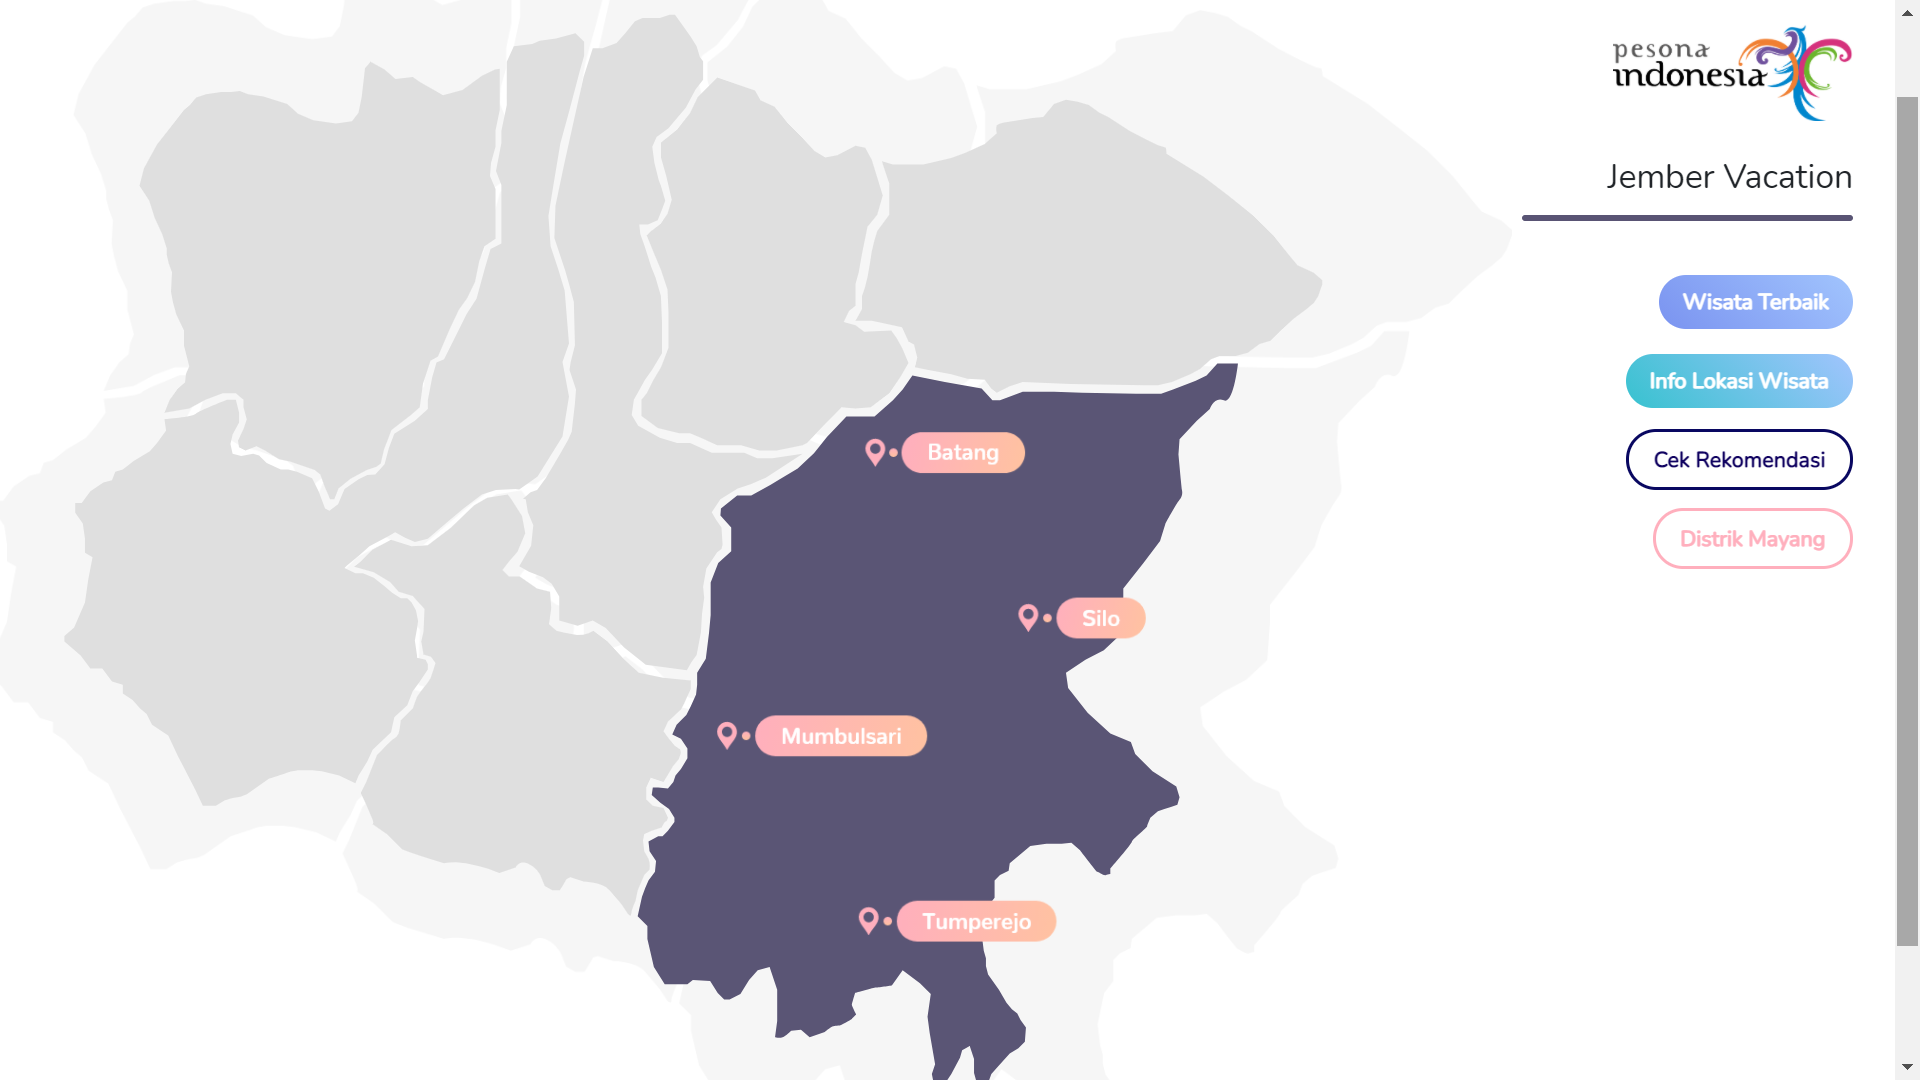 pesona
indonesia
Jember Vacation
Wisata Terbaik
Info Lokasi Wisata
Cek Rekomendasi
Distrik Mayang
Batang
Silo
Mumbulsari
Tumperejo